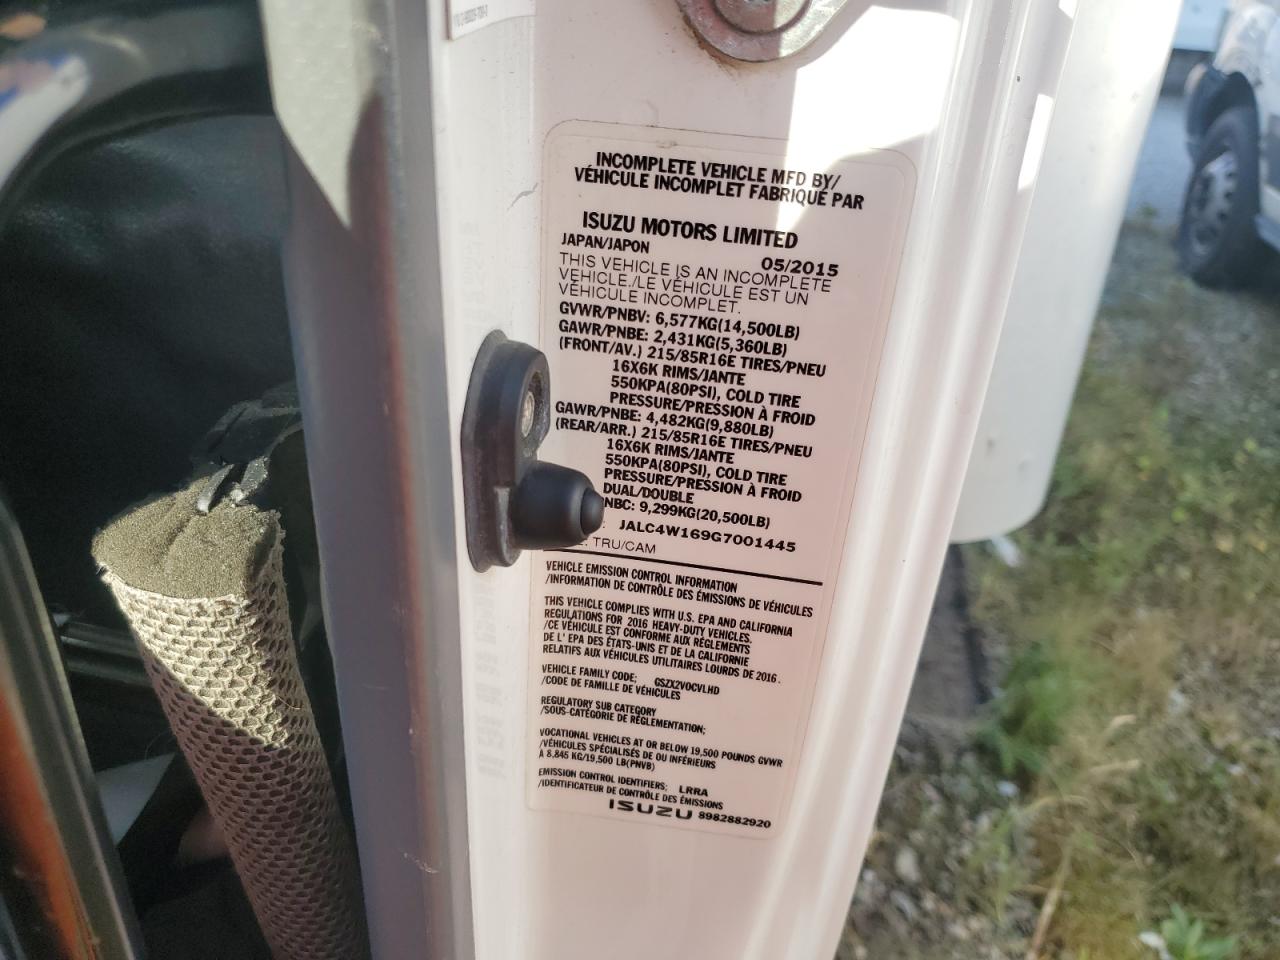 INCOMPLETE VEHICLE MFD BY/
VÉHICULE INCOMPLET FABRIQUÉ PAR
ISUZU MOTORS LIMITED
JAPAN/JAPON 05/2015
THIS VEHICLE IS AN INCOMPLETE
VEHICLE./LE VÉHICULE EST UN
VÉHICULE INCOMPLET.
GVWR/PNBV: 6,577KG(14,500LB)
GAWR/PNBE: 2,431KG(5,360LB)
(FRONT/AV.) 215/85R16E TIRES/PNEU
16X6K RIMS/JANTE
550KPA(80PSI), COLD TIRE
PRESSURE/PRESSION À FROID
GAWR/PNBE: 4,482KG(9,880LB)
(REAR/ARR.) 215/85R16E TIRES/PNEU
16X6K RIMS/JANTE
550KPA(80PSI), COLD TIRE
PRESSURE/PRESSION À FROID
DUAL/DOUBLE
NBC: 9,299KG(20,500LB)
: JALC4W169G7001445
: TRU/CAM
VEHICLE EMISSION CONTROL INFORMATION
/INFORMATION DE CONTRÔLE DES ÉMISSIONS DE VÉHICULES
THIS VEHICLE COMPLIES WITH U.S. EPA AND CALIFORNIA
REGULATIONS FOR 2016 HEAVY-DUTY VEHICLES.
/CE VÉHICULE EST CONFORME AUX RÈGLEMENTS
DE L' EPA DES ÉTATS-UNIS ET DE LA CALIFORNIE
RELATIFS AUX VÉHICULES UTILITAIRES LOURDS DE 2016.
VEHICLE FAMILY CODE; GSZX2VOCVLHD
/CODE DE FAMILLE DE VÉHICULES
REGULATORY SUB CATEGORY
/SOUS-CATÉGORIE DE RÉGLEMENTATION;
VOCATIONAL VEHICLES AT OR BELOW 19,500 POUNDS GVWR
/VÉHICULES SPÉCIALISÉS DE OU INFÉRIEURS
À 8,845 KG/19,500 LB(PNVB)
EMISSION CONTROL IDENTIFIERS; LRRA
/IDENTIFICATEUR DE CONTRÔLE DES ÉMISSIONS
ISUZU 8982882920